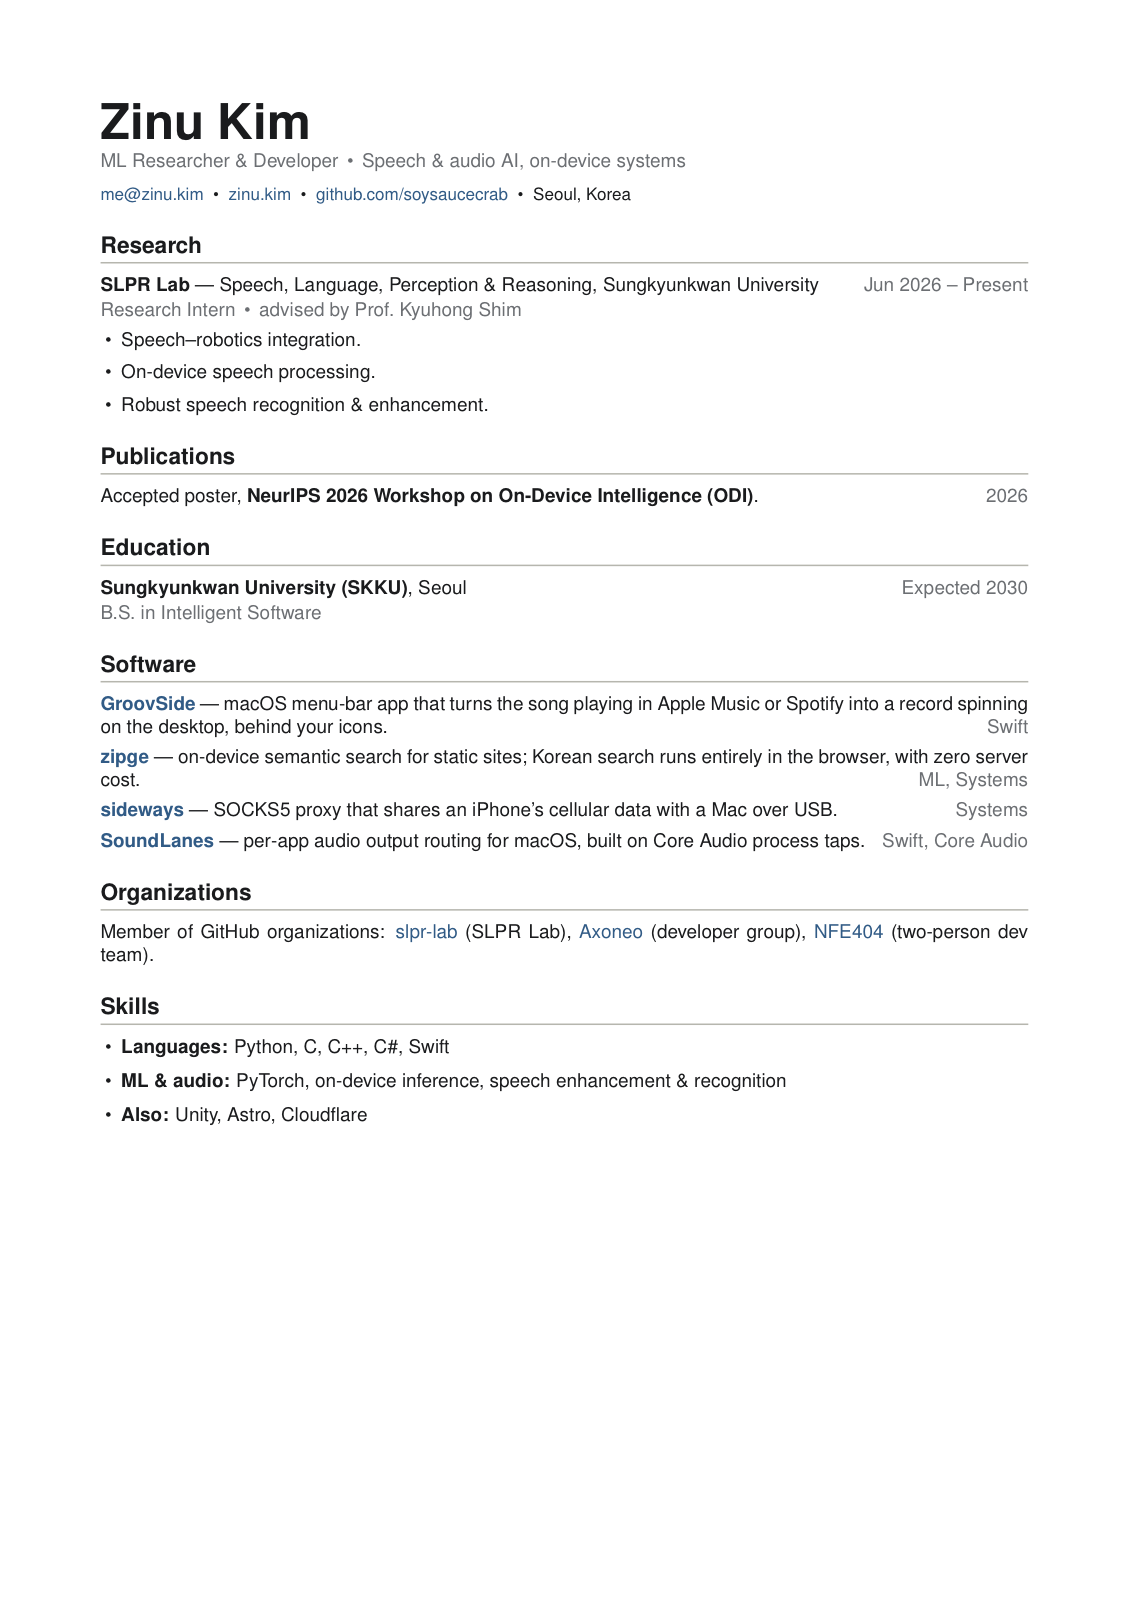 Zinu Kim
ML Researcher & Developer • Speech & audio AI, on-device systems
me@zinu.kim • zinu.kim • github.com/soysaucecrab • Seoul, Korea
Research
SLPR Lab — Speech, Language, Perception & Reasoning, Sungkyunkwan University Jun 2026 – Present
Research Intern • advised by Prof. Kyuhong Shim
• Speech–robotics integration.
• On-device speech processing.
• Robust speech recognition & enhancement.
Publications
Accepted poster, NeurIPS 2026 Workshop on On-Device Intelligence (ODI). 2026
Education
Sungkyunkwan University (SKKU), Seoul Expected 2030
B.S. in Intelligent Software
Software
GroovSide — macOS menu-bar app that turns the song playing in Apple Music or Spotify into a record spinning
on the desktop, behind your icons. Swift
zipge — on-device semantic search for static sites; Korean search runs entirely in the browser, with zero server
cost. ML, Systems
sideways — SOCKS5 proxy that shares an iPhone’s cellular data with a Mac over USB. Systems
SoundLanes — per-app audio output routing for macOS, built on Core Audio process taps. Swift, Core Audio
Organizations
Member of GitHub organizations: slpr-lab (SLPR Lab), Axoneo (developer group), NFE404 (two-person dev
team).
Skills
• Languages: Python, C, C++, C#, Swift
• ML & audio: PyTorch, on-device inference, speech enhancement & recognition
• Also: Unity, Astro, Cloudflare